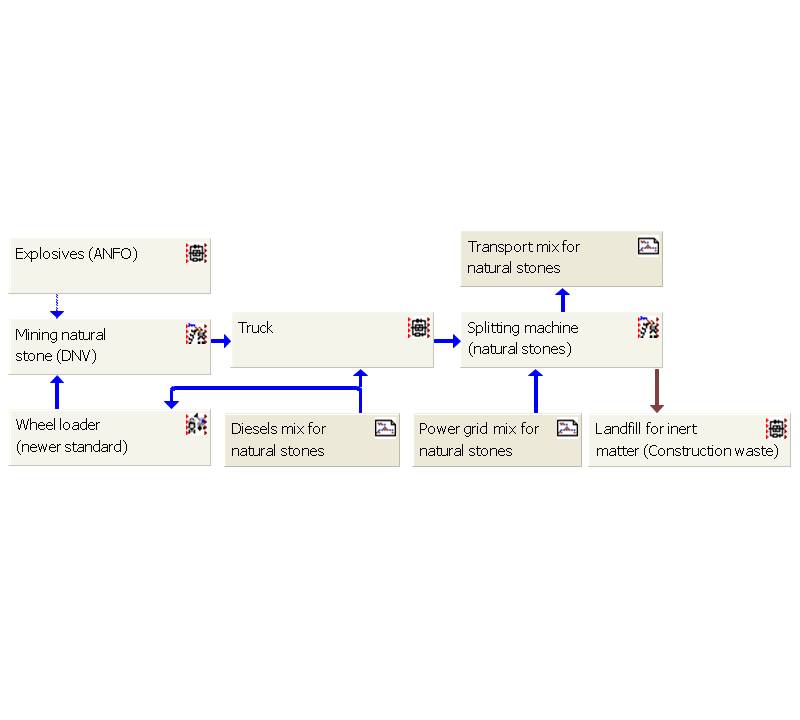 Explosives (ANFO)
Transport mix for
natural stones
Mining natural
stone (DNV)
Truck
Splitting machine
(natural stones)
Wheel loader
(newer standard)
Diesels mix for
natural stones
Power grid mix for
natural stones
Landfill for inert
matter (Construction waste)